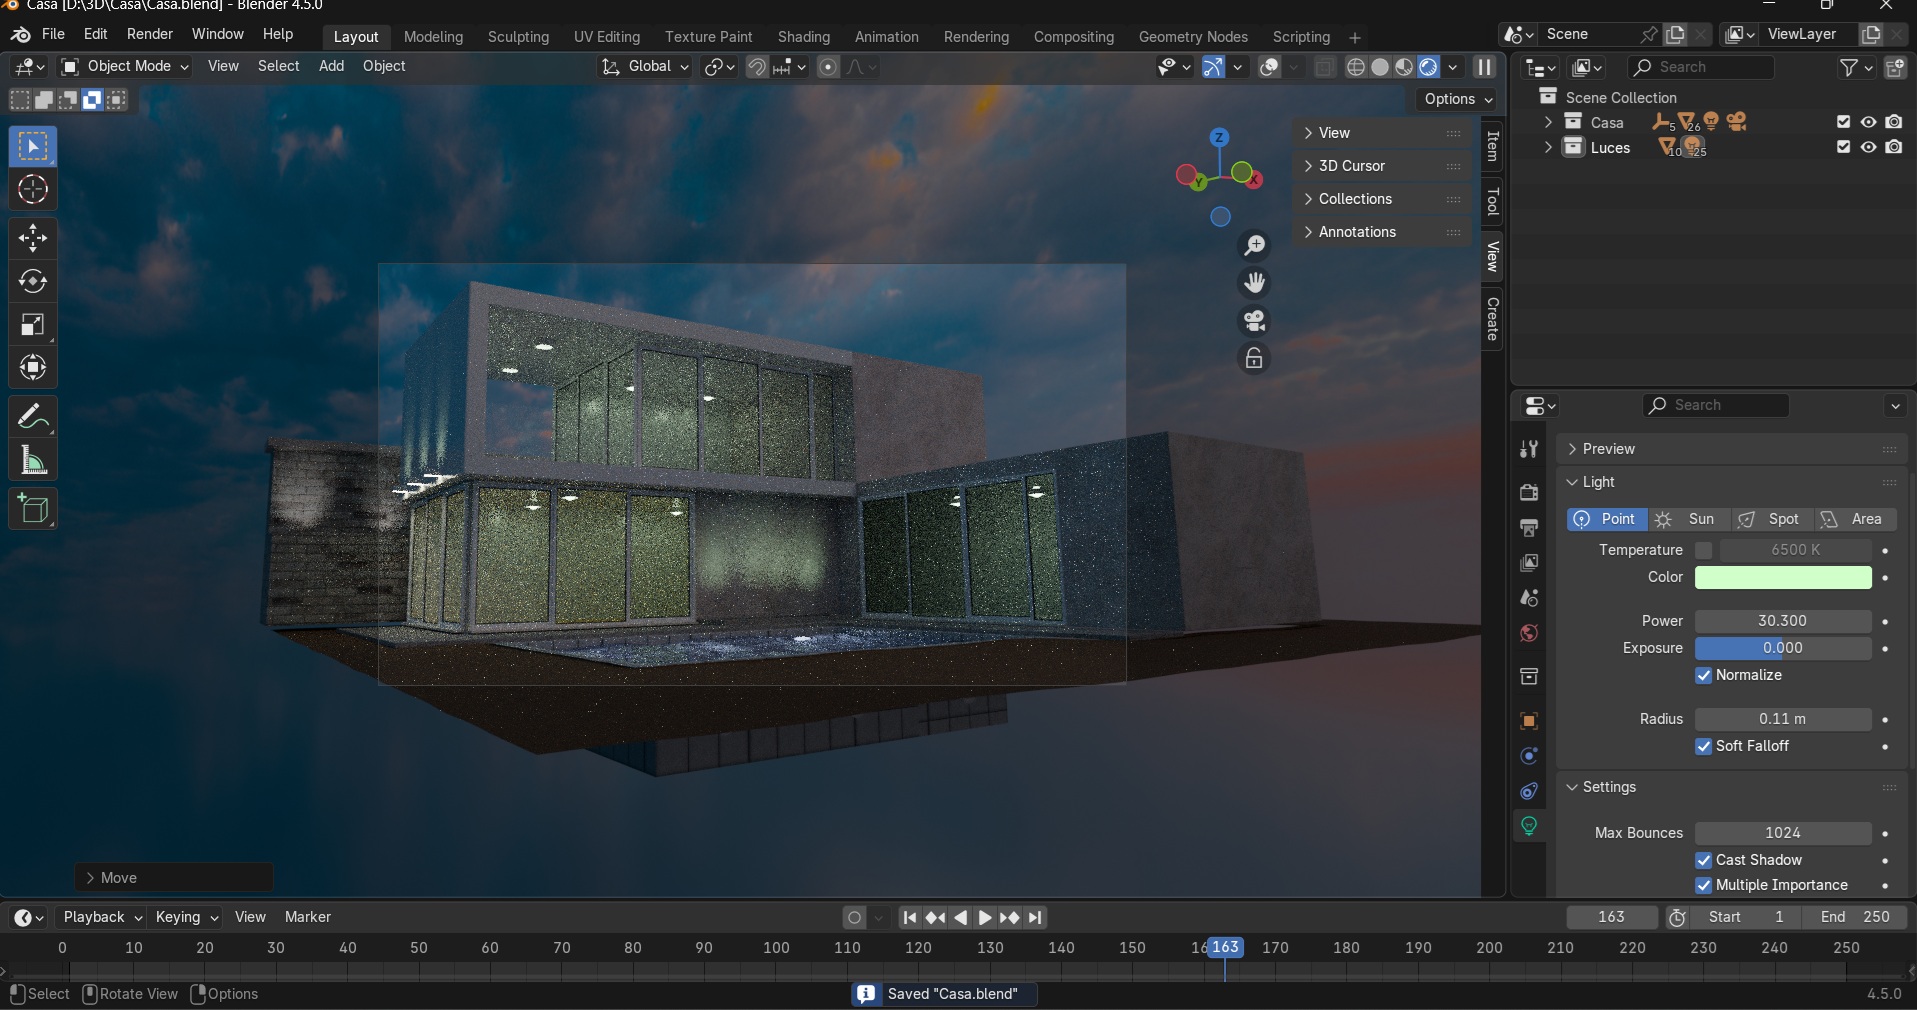 Casa [D:\3D\Casa\Casa.blend] - Blender 4.5.0
File Edit Render Window Help
Layout Modeling Sculpting UV Editing Texture Paint Shading Animation Rendering Compositing Geometry Nodes Scripting +
Scene
ViewLayer
Object Mode View Select Add Object
Global
Options
Search
Scene Collection
Casa 5 26
Luces 10 25
Z
Y
X
View
3D Cursor
Collections
Annotations
Item
Tool
View
Create
Search
Preview
Light
Point Sun Spot Area
Temperature 6500 K
Color
Power 30.300
Exposure 0.000
Normalize
Radius 0.11 m
Soft Falloff
Settings
Max Bounces 1024
Cast Shadow
Multiple Importance
Move
Playback Keying View Marker
163 Start 1 End 250
0 10 20 30 40 50 60 70 80 90 100 110 120 130 140 150 16 163 170 180 190 200 210 220 230 240 250
Select Rotate View Options
Saved "Casa.blend"
4.5.0